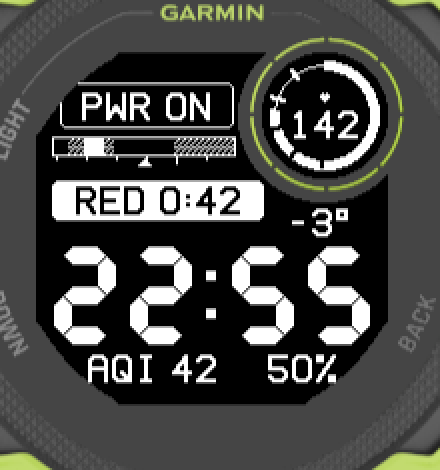 GARMIN
LIGHT
PWR ON
142
RED 0:42
-3°
22:55
DOWN
BACK
AQI 42 50%